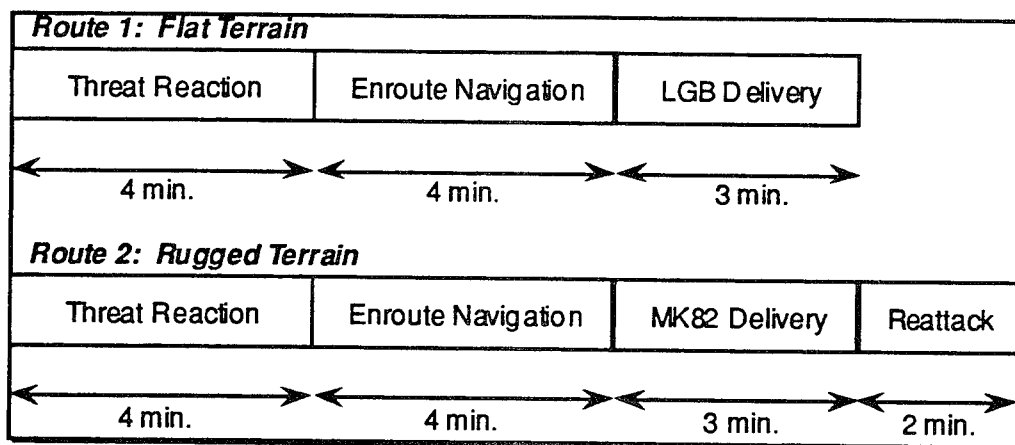 Route 1: Flat Terrain
Threat Reaction Enroute Navigation LGB Delivery
4 min. 4 min. 3 min.
Route 2: Rugged Terrain
Threat Reaction Enroute Navigation MK82 Delivery Reattack
4 min. 4 min. 3 min. 2 min.